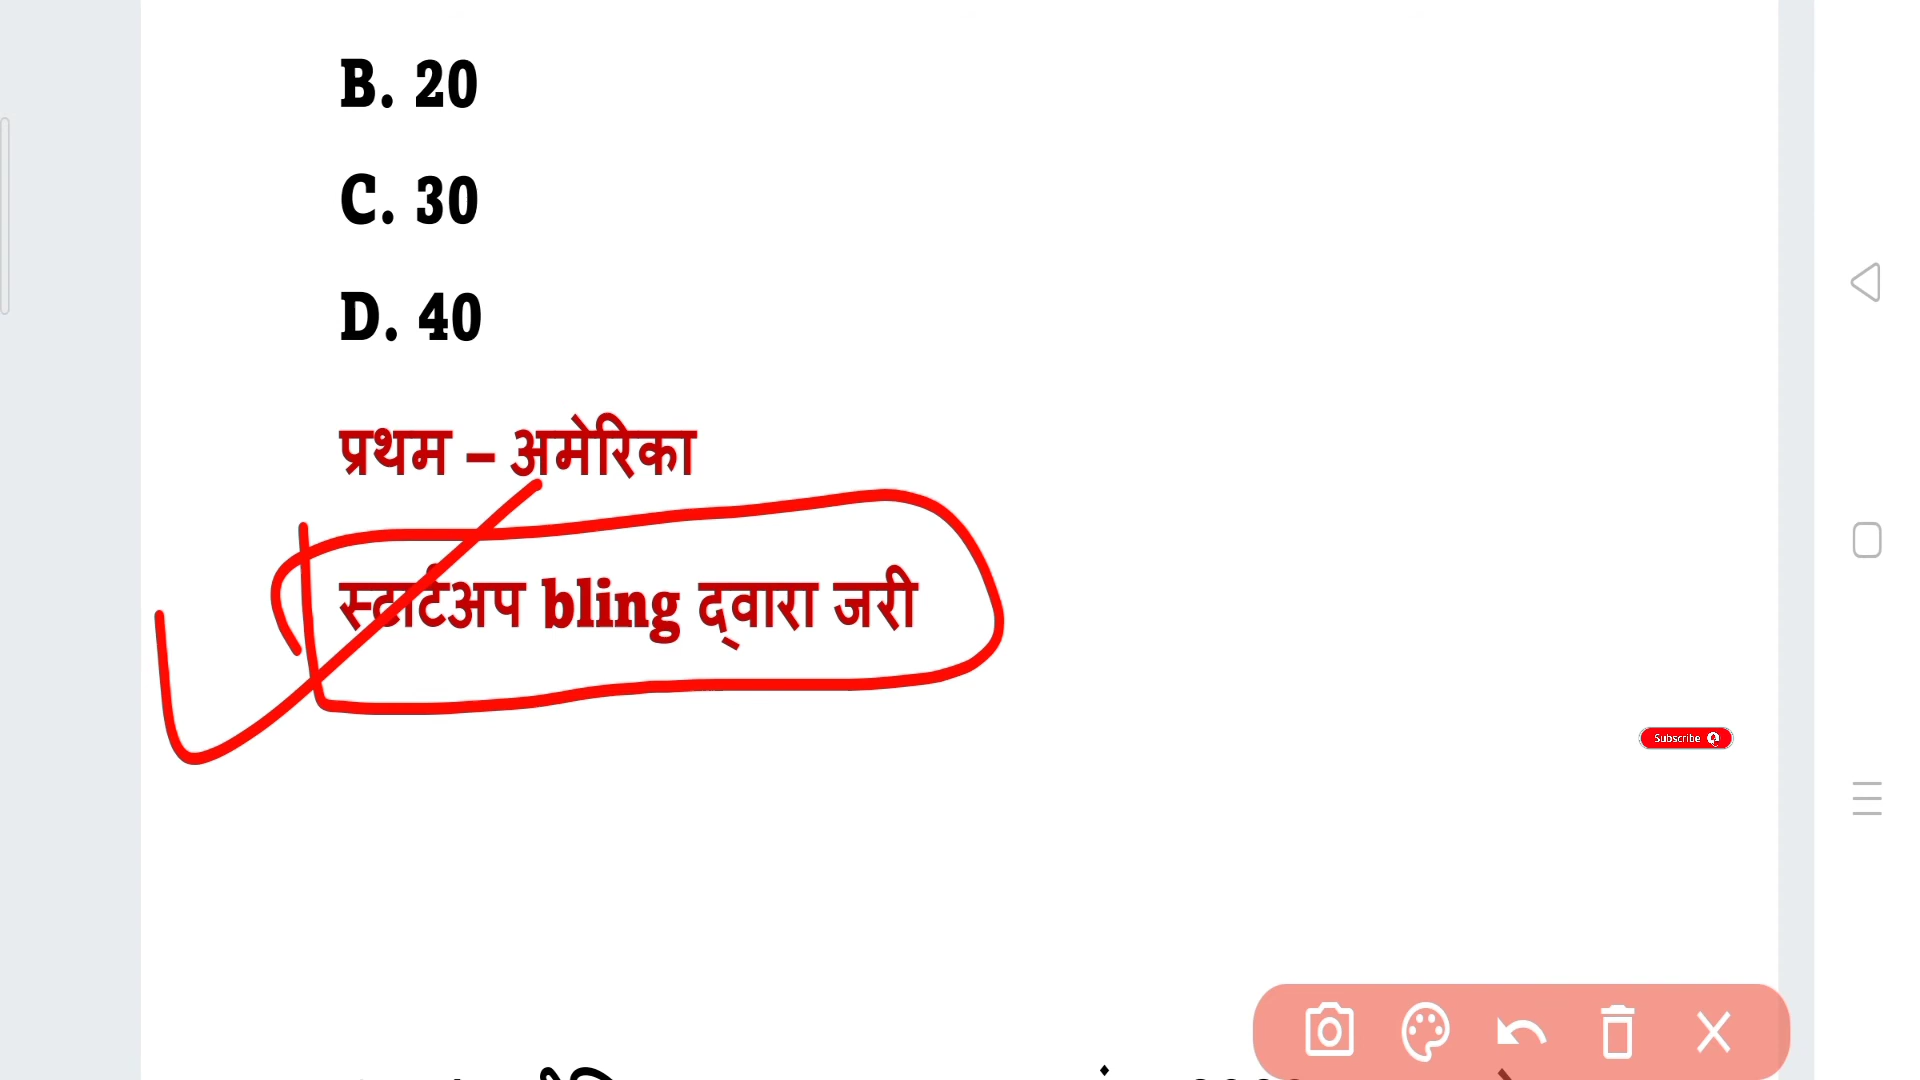 B. 20
C. 30
D. 40
प्रथम – अमेरिका
स्टार्टअप bling द्वारा जरी
Subscribe